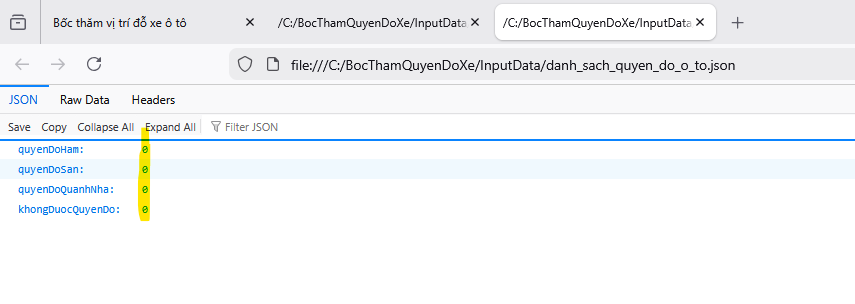 Bốc thăm vị trí đỗ xe ô tô
/C:/BocThamQuyenDoXe/InputData
/C:/BocThamQuyenDoXe/InputData
file:///C:/BocThamQuyenDoXe/InputData/danh_sach_quyen_do_o_to.json
JSON Raw Data Headers
Save Copy Collapse All Expand All Filter JSON
quyenDoHam: 0
quyenDoSan: 0
quyenDoQuanhNha: 0
khongDuocQuyenDo: 0